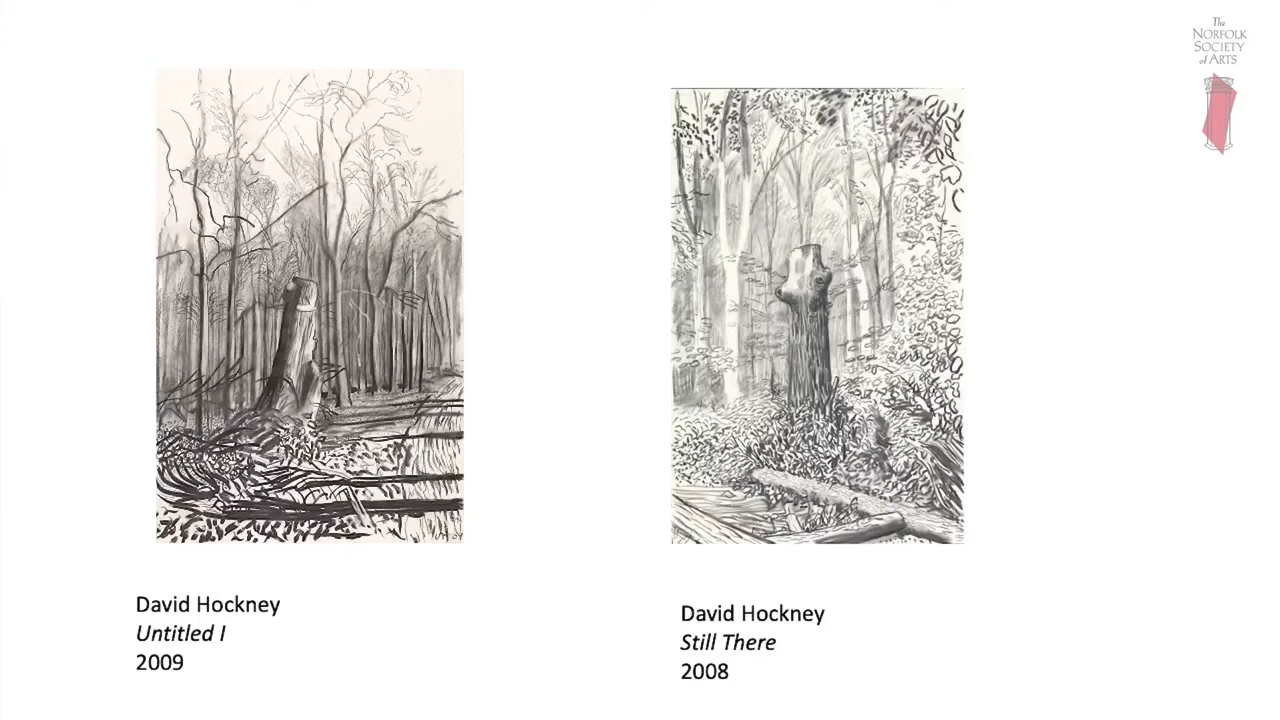 The
NORFOLK
SOCIETY
of ARTS
David Hockney
Untitled I
2009
David Hockney
Still There
2008